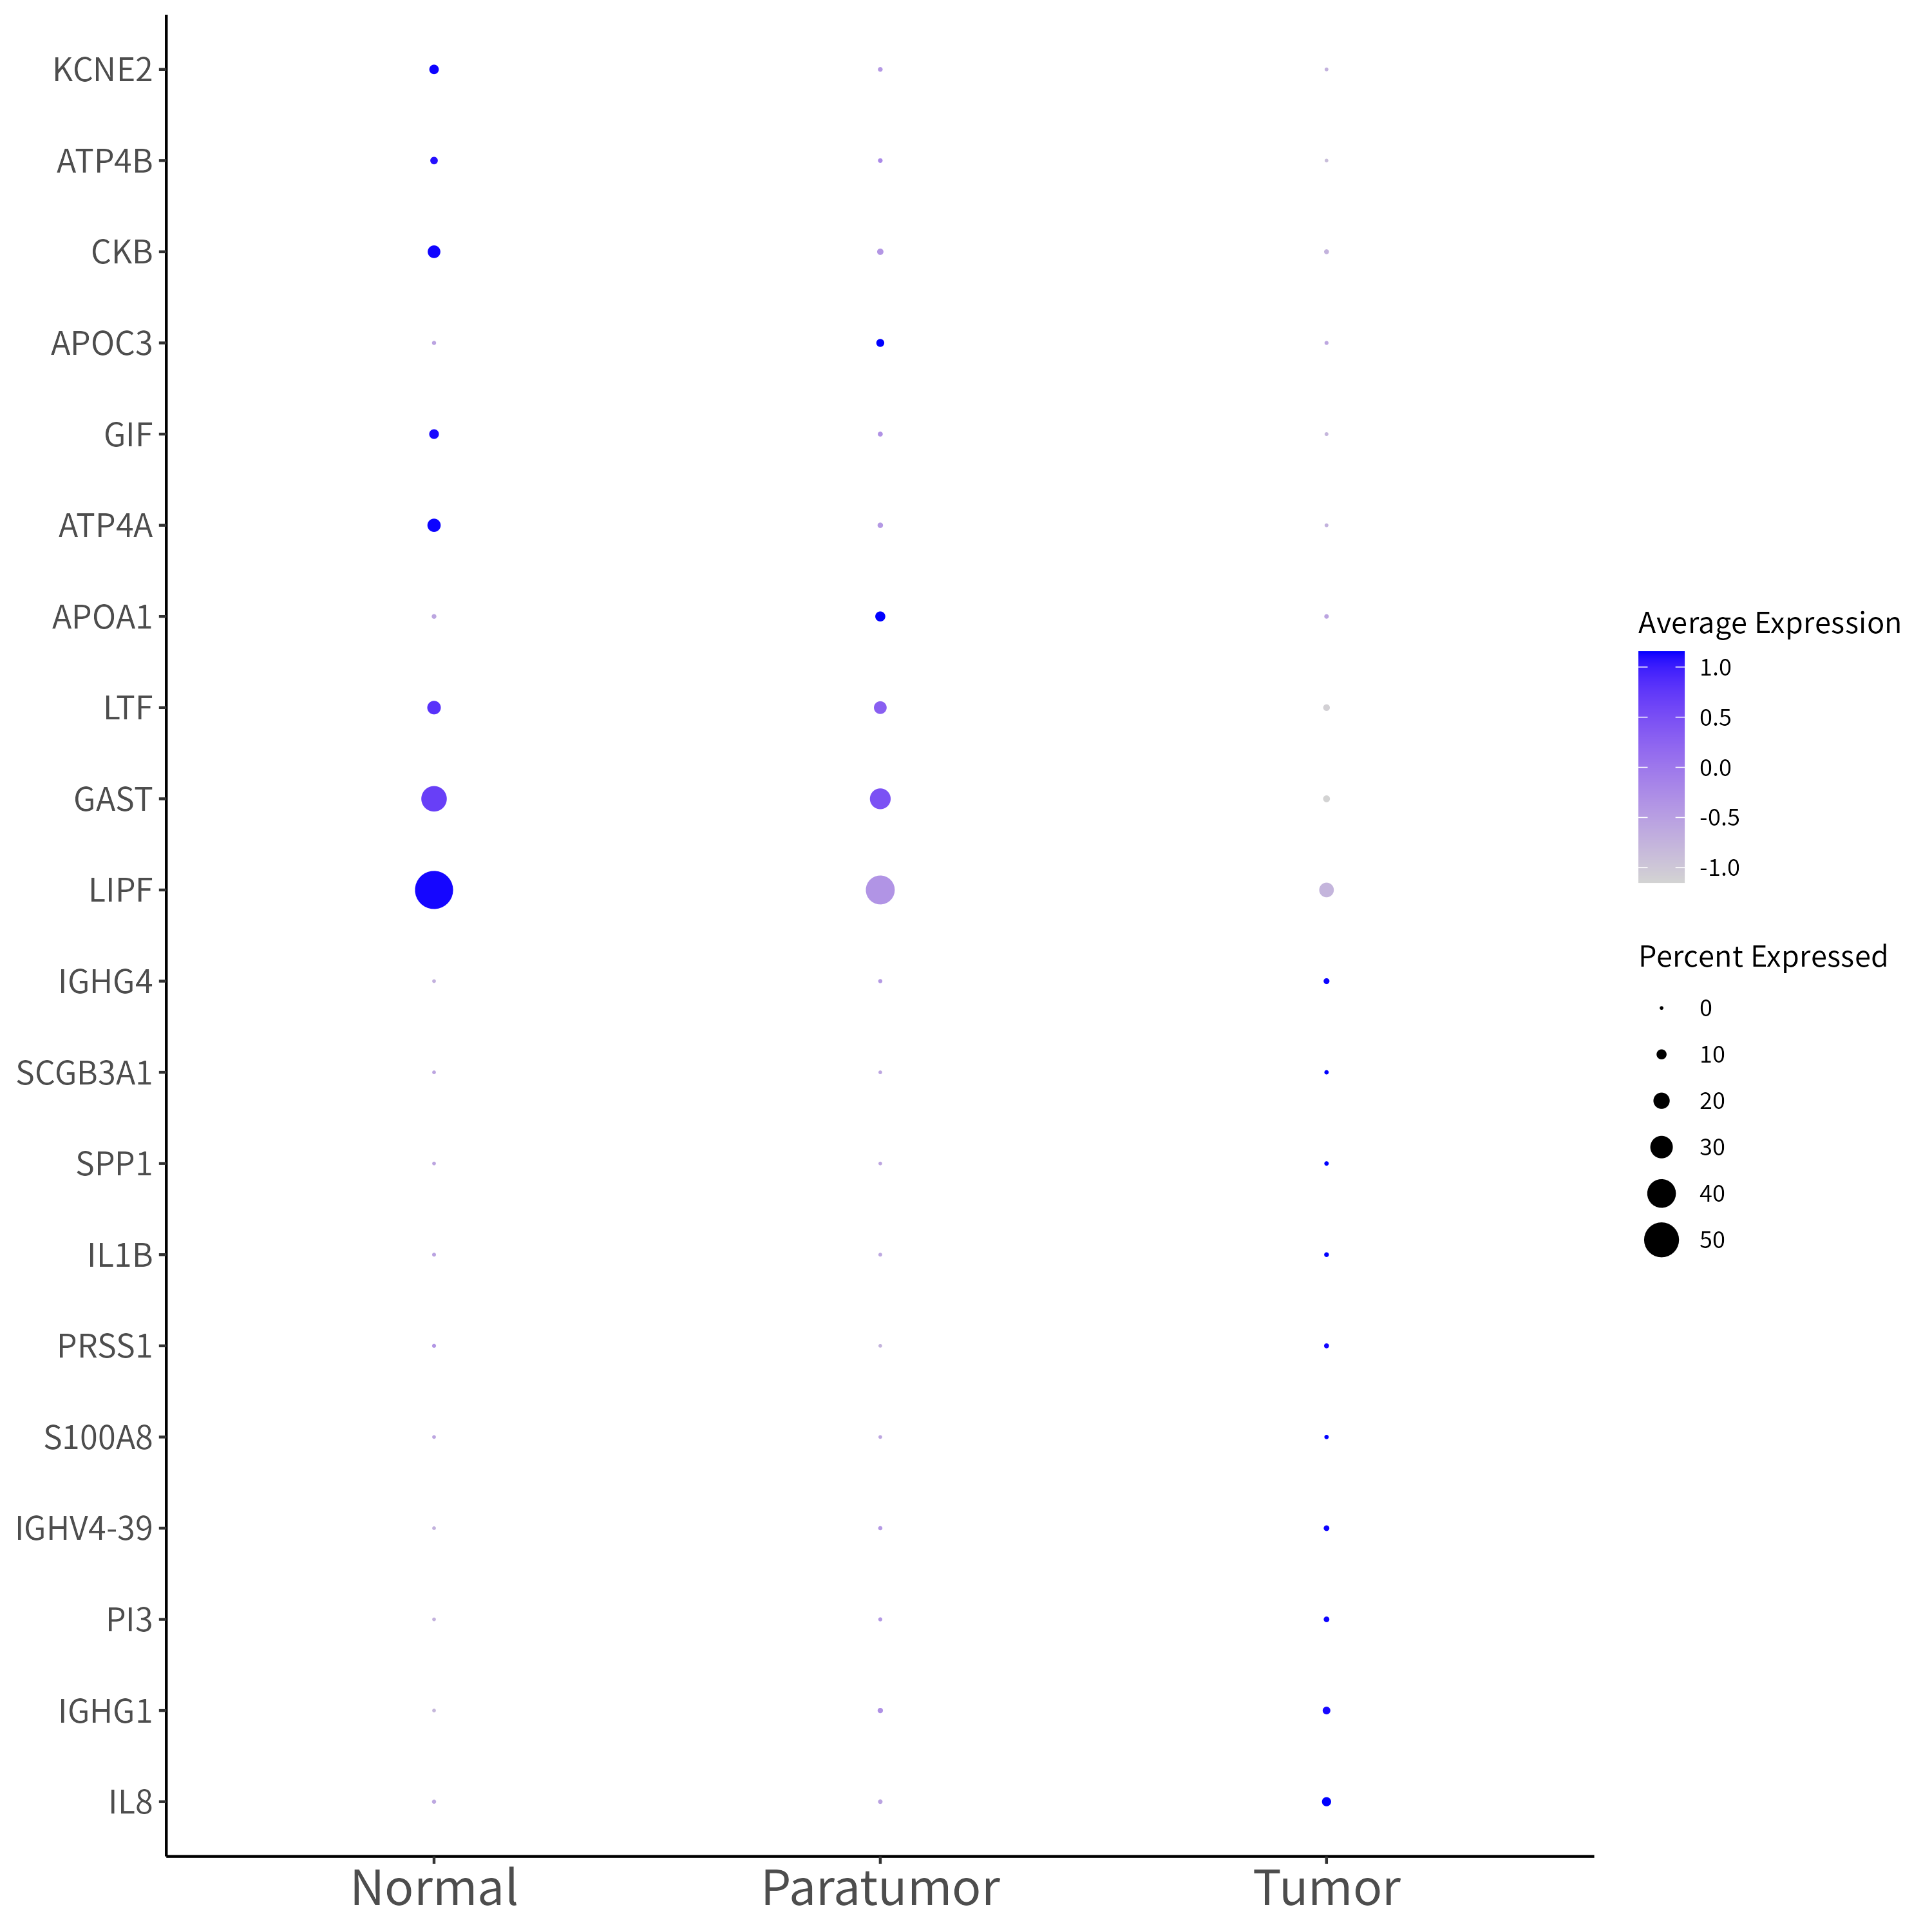 KCNE2
ATP4B
CKB
APOC3
GIF
ATP4A
APOA1
LTF
GAST
LIPF
IGHG4
SCGB3A1
SPP1
IL1B
PRSS1
S100A8
IGHV4-39
PI3
IGHG1
IL8
Normal Paratumor Tumor
Average Expression
1.0
0.5
0.0
-0.5
-1.0
Percent Expressed
0
10
20
30
40
50